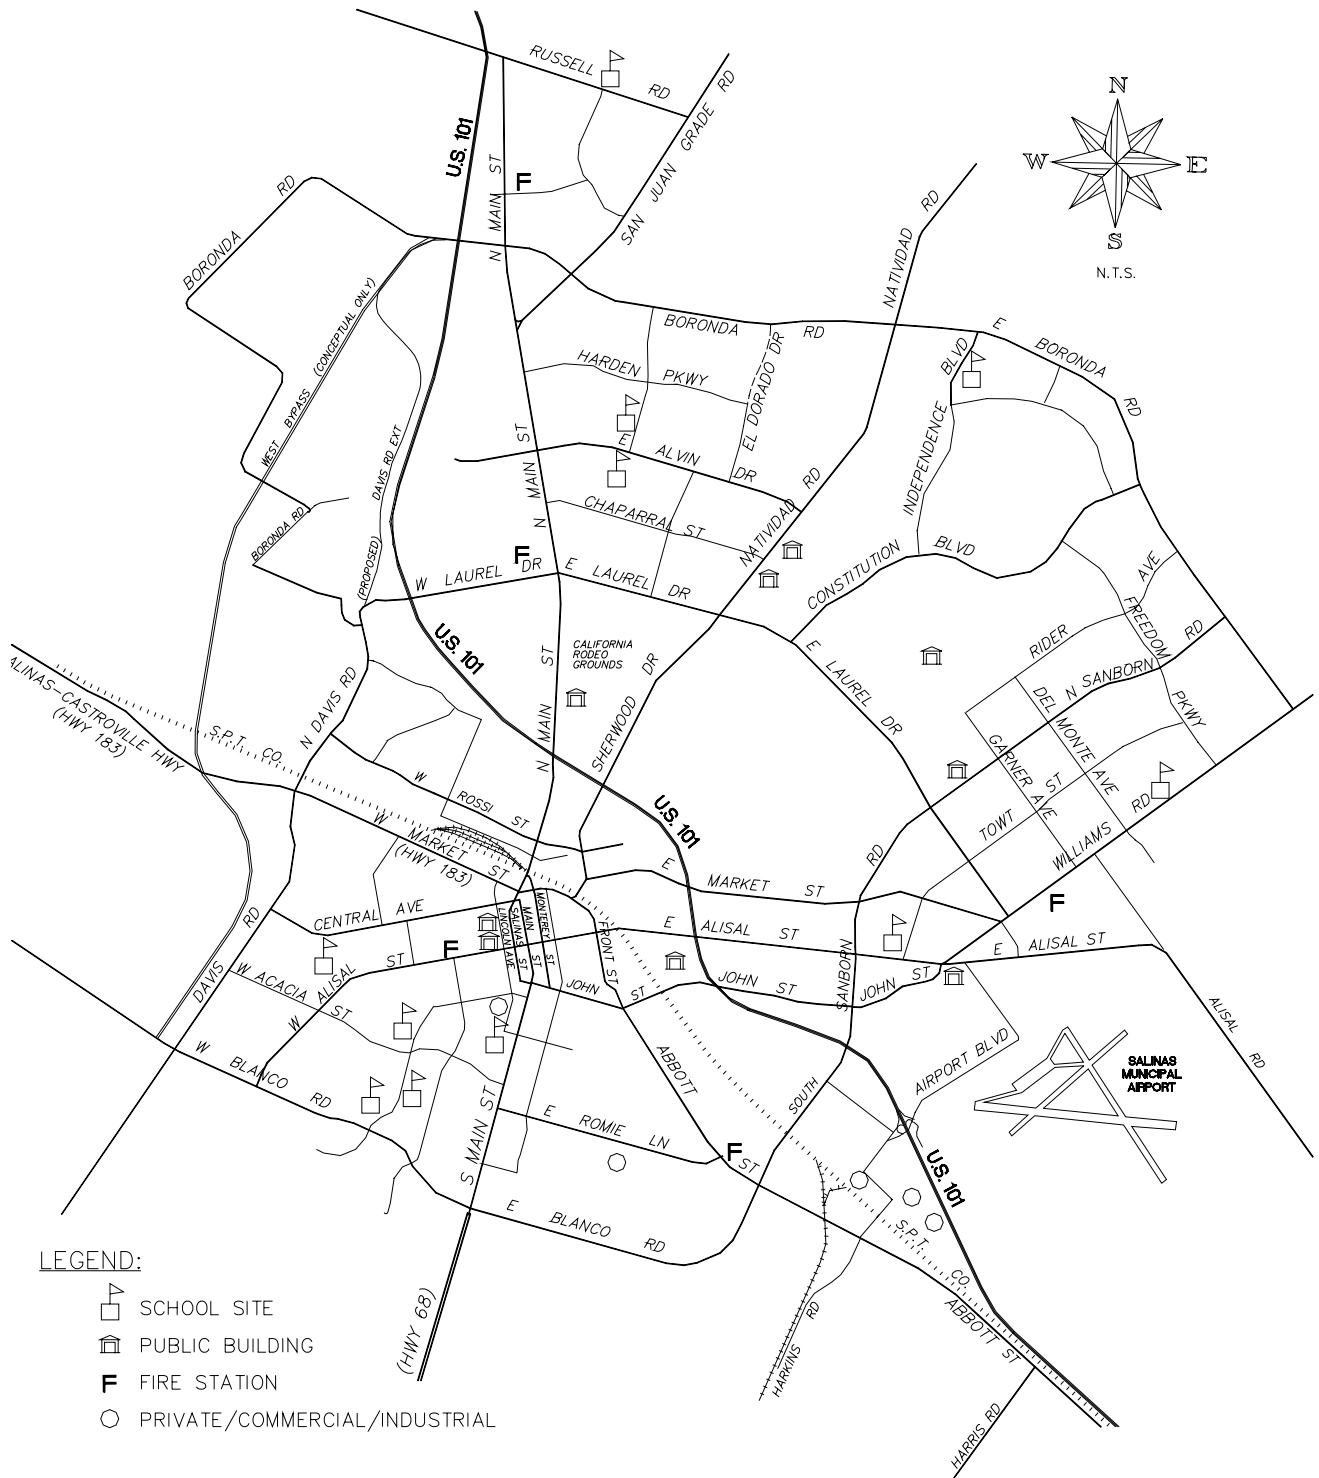 RUSSELL RD
U.S. 101
N MAIN ST
F
SAN JUAN GRADE RD
N
W
E
S
N.T.S.
BORONDA RD
NATIVIDAD RD
WEST BYPASS (CONCEPTUAL ONLY)
BORONDA RD
E BORONDA RD
HARDEN PKWY
EL DORADO DR
INDEPENDENCE BLVD
DAVIS RD EXT
(PROPOSED)
N MAIN ST
E ALVIN DR
CHAPARRAL ST
NATIVIDAD RD
BORONDA RD
F
W LAUREL DR
E LAUREL DR
CONSTITUTION BLVD
RIDER AVE
FREEDOM PKWY
N SANBORN RD
U.S. 101
CALIFORNIA
RODEO
GROUNDS
N MAIN ST
SHERWOOD DR
E LAUREL DR
DEL MONTE AVE
GARNER AVE
ALINAS-CASTROVILLE HWY
(HWY 183)
S.P.T. CO.
N DAVIS RD
W ROSSI ST
W MARKET ST
(HWY 183)
U.S. 101
TOWT ST
WILLIAMS RD
E MARKET ST
SANBORN RD
F
CENTRAL AVE
LINCOLN AVE
SALINAS ST
MAIN ST
MONTEREY ST
FRONT ST
E ALISAL ST
E ALISAL ST
F
DAVIS RD
W ACACIA ST
W ALISAL ST
JOHN ST
JOHN ST
JOHN ST
ALISAL RD
W BLANCO RD
ABBOTT ST
SOUTH
AIRPORT BLVD
SALINAS
MUNICIPAL
AIRPORT
S MAIN ST
E ROMIE LN
F
U.S. 101
E BLANCO RD
S.P.T. CO.
ABBOTT ST
HARKINS RD
HARRIS RD
(HWY 68)
LEGEND:
SCHOOL SITE
PUBLIC BUILDING
F FIRE STATION
PRIVATE/COMMERCIAL/INDUSTRIAL